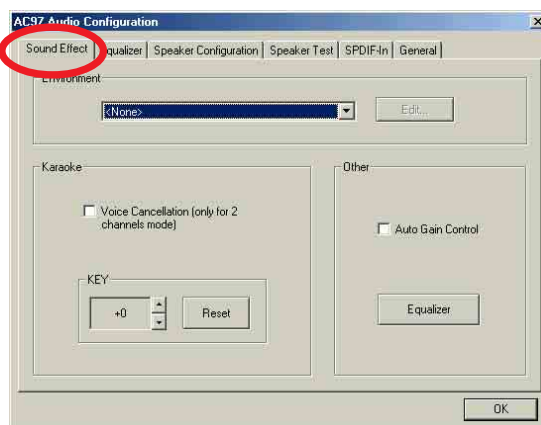 AC97 Audio Configuration
Sound Effect Equalizer Speaker Configuration Speaker Test SPDIF-In General
Environment
<None> Edit...
Karaoke
Voice Cancellation (only for 2
channels mode)
KEY
+0 Reset
Other
Auto Gain Control
Equalizer
OK